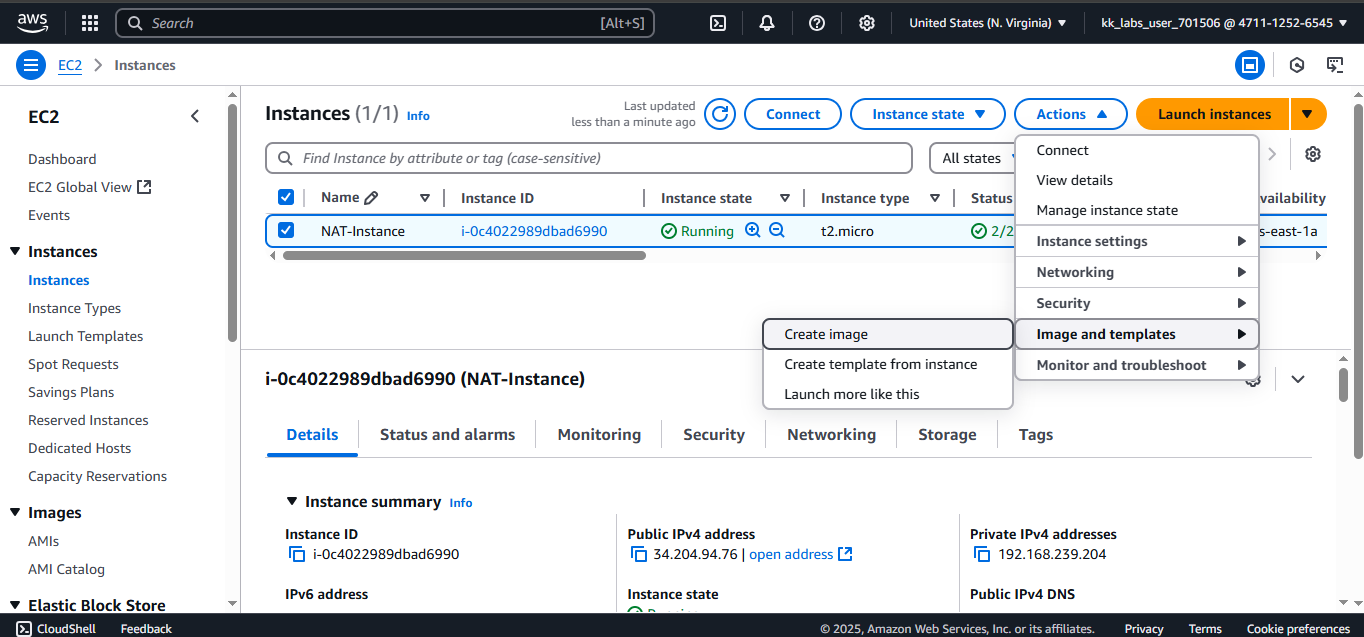 aws
Search [Alt+S]
United States (N. Virginia)
kk_labs_user_701506 @ 4711-1252-6545
EC2 Instances
EC2
Dashboard
EC2 Global View
Events
Instances
Instances
Instance Types
Launch Templates
Spot Requests
Savings Plans
Reserved Instances
Dedicated Hosts
Capacity Reservations
Images
AMIs
AMI Catalog
Elastic Block Store
Instances (1/1) Info
Last updated
less than a minute ago
Connect
Instance state
Actions
Launch instances
Find Instance by attribute or tag (case-sensitive)
All states
Name Instance ID Instance state Instance type Status vailability
NAT-Instance i-0c4022989dbad6990 Running t2.micro 2/2 s-east-1a
Connect
View details
Manage instance state
Instance settings
Networking
Security
Image and templates
Monitor and troubleshoot
Create image
Create template from instance
Launch more like this
i-0c4022989dbad6990 (NAT-Instance)
Details Status and alarms Monitoring Security Networking Storage Tags
Instance summary Info
Instance ID
i-0c4022989dbad6990
IPv6 address
Public IPv4 address
34.204.94.76 | open address
Instance state
Running
Private IPv4 addresses
192.168.239.204
Public IPv4 DNS
CloudShell Feedback
© 2025, Amazon Web Services, Inc. or its affiliates. Privacy Terms Cookie preferences